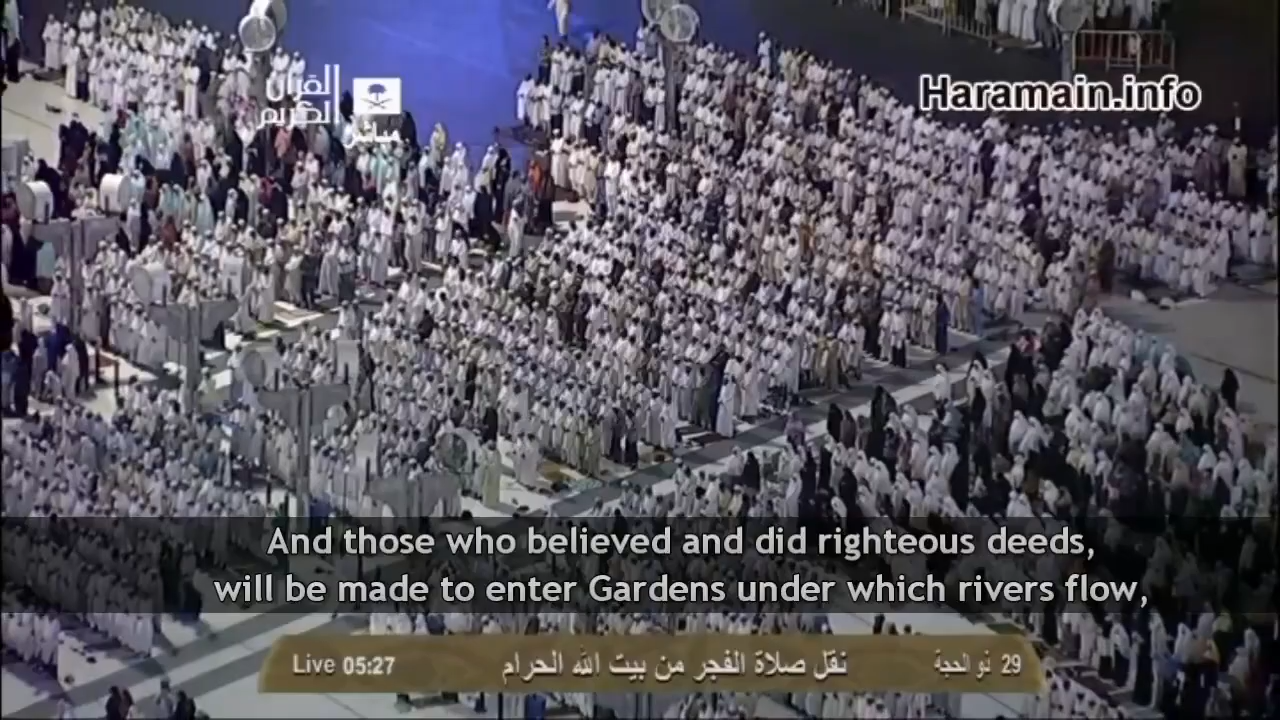 القرآن
الكريم
مباشر
Haramain.info
And those who believed and did righteous deeds,
will be made to enter Gardens under which rivers flow,
Live 05:27
نقل صلاة الفجر من بيت الله الحرام
29 ذو الحجة